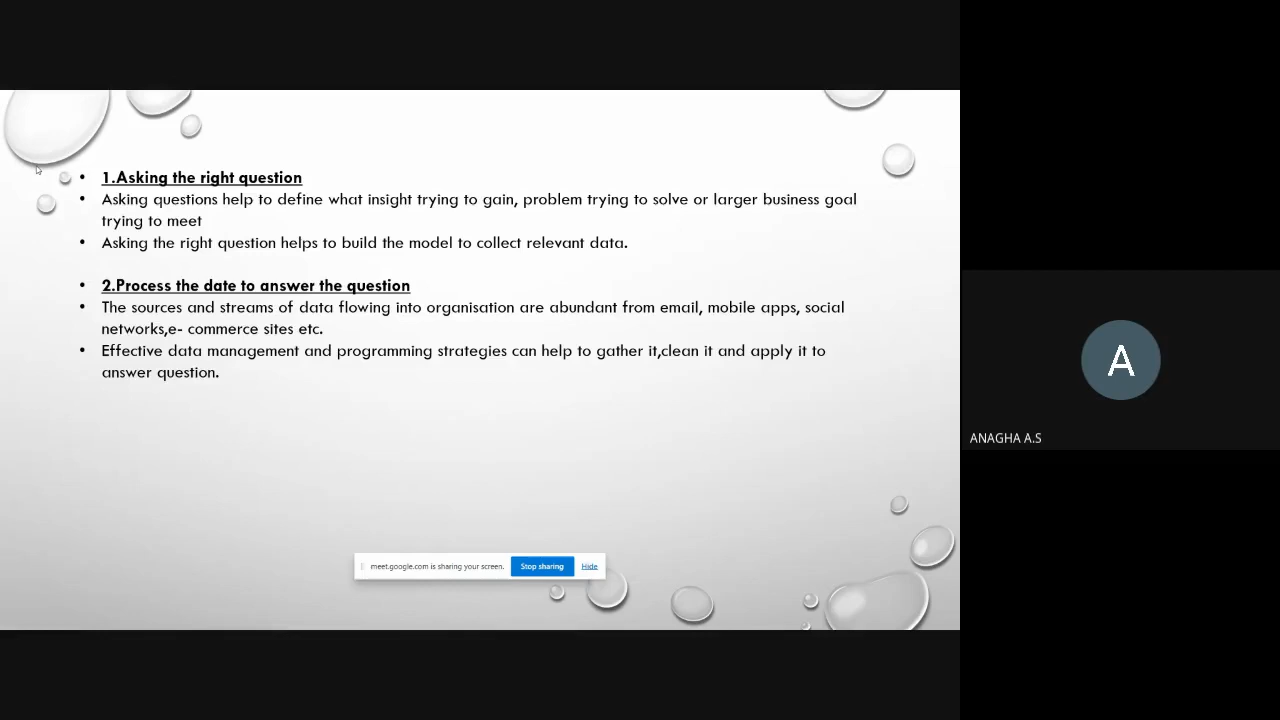 • 1.Asking the right question
• Asking questions help to define what insight trying to gain, problem trying to solve or larger business goal
trying to meet
• Asking the right question helps to build the model to collect relevant data.
• 2.Process the date to answer the question
• The sources and streams of data flowing into organisation are abundant from email, mobile apps, social
networks,e- commerce sites etc.
• Effective data management and programming strategies can help to gather it,clean it and apply it to
answer question.
meet.google.com is sharing your screen. Stop sharing Hide
A
ANAGHA A.S